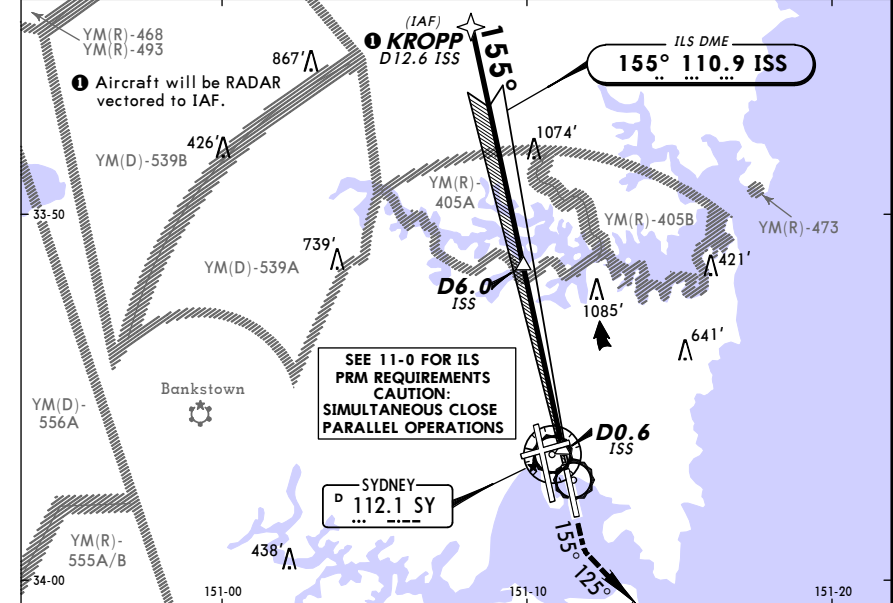 YM(R)-468
YM(R)-493
867'
1 Aircraft will be RADAR
vectored to IAF.
(IAF)
1 KROPP
D12.6 ISS
155°
ILS DME
155° 110.9 ISS
426'
YM(D)-539B
1074'
YM(R)-
405A
YM(R)-405B
YM(R)-473
33-50
739'
YM(D)-539A
421'
D6.0
ISS
1085'
641'
SEE 11-0 FOR ILS
PRM REQUIREMENTS
CAUTION:
SIMULTANEOUS CLOSE
PARALLEL OPERATIONS
Bankstown
YM(D)-
556A
D0.6
ISS
SYDNEY
D 112.1 SY
YM(R)-
555A/B
438'
155°
125°
34-00
151-00
151-10
151-20